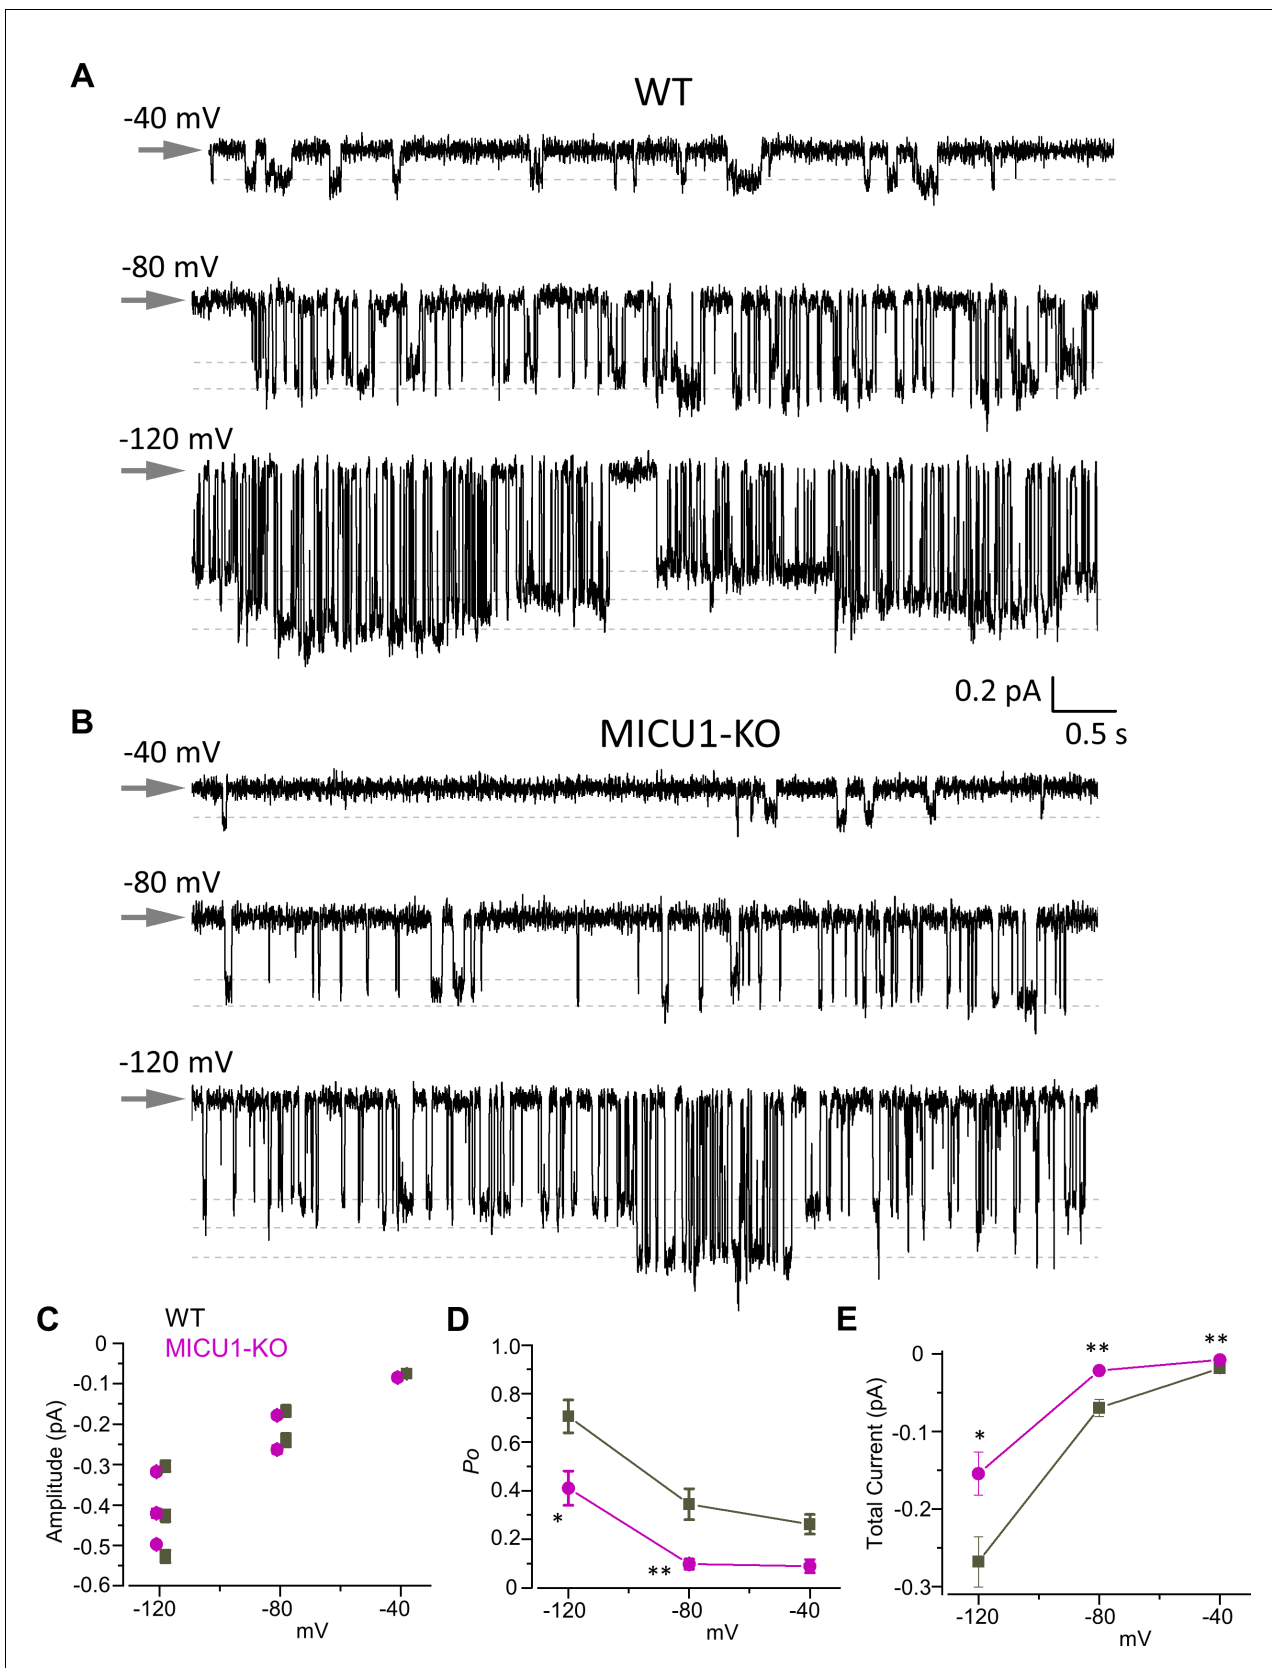 A
WT
-40 mV
-80 mV
-120 mV
0.2 pA
0.5 s
B
MICU1-KO
-40 mV
-80 mV
-120 mV
C
WT
MICU1-KO
0
-0.1
-0.2
-0.3
-0.4
-0.5
-0.6
Amplitude (pA)
-120
-80
-40
mV
D
1.0
0.8
0.6
0.4
0.2
0
Po
*
**
-120
-80
-40
mV
E
0
-0.1
-0.2
-0.3
Total Current (pA)
*
**
**
-120
-80
-40
mV